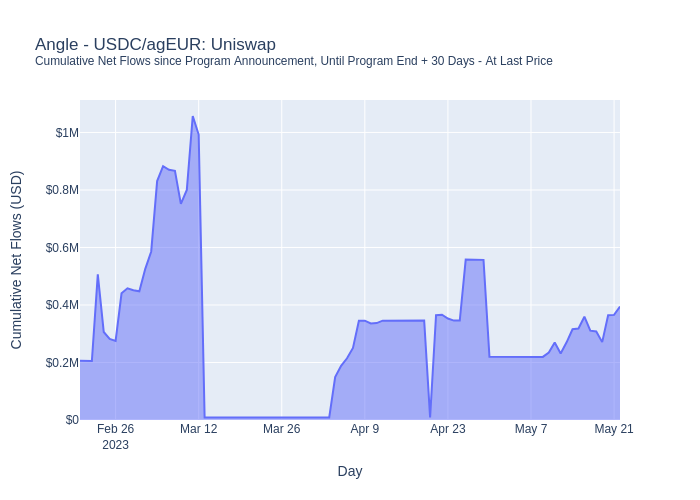 Angle - USDC/agEUR: Uniswap
Cumulative Net Flows since Program Announcement, Until Program End + 30 Days - At Last Price
Cumulative Net Flows (USD)
$1M
$0.8M
$0.6M
$0.4M
$0.2M
$0
Feb 26 Mar 12 Mar 26 Apr 9 Apr 23 May 7 May 21
2023
Day